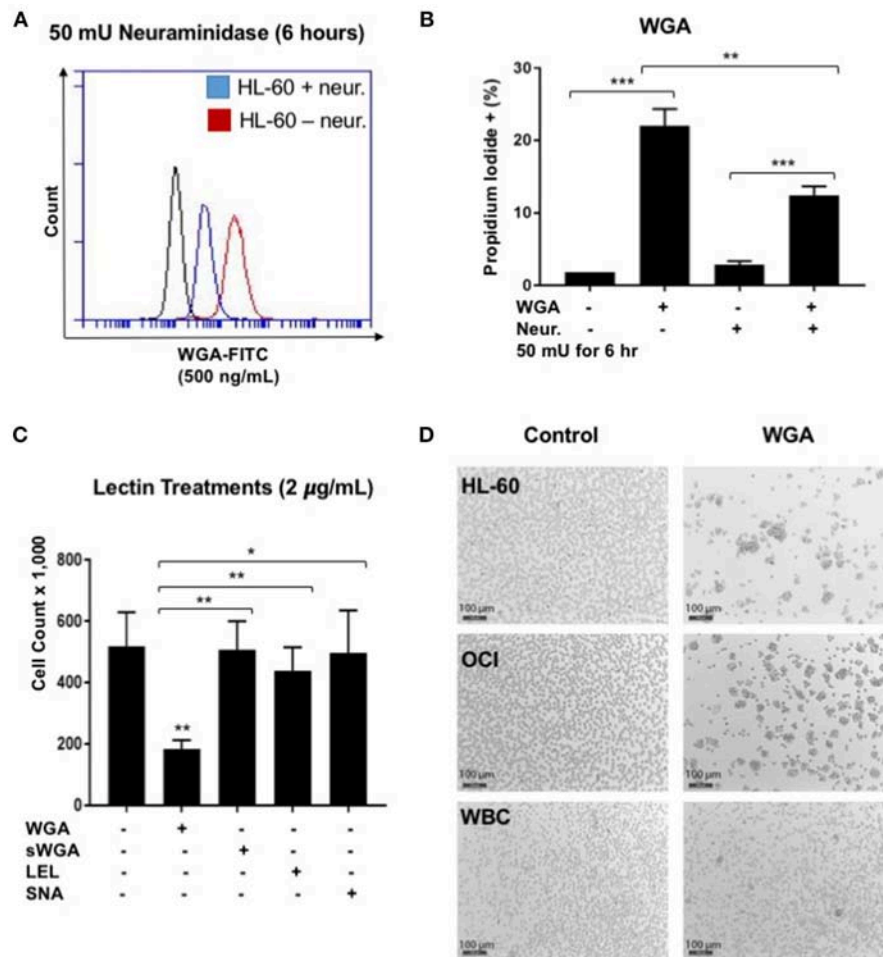 A
50 mU Neuraminidase (6 hours)
HL-60 + neur.
HL-60 – neur.
Count
WGA-FITC
(500 ng/mL)
B
WGA
***
**
***
30
20
10
0
Propidium Iodide + (%)
WGA - + - +
Neur. - - + +
50 mU for 6 hr
C
Lectin Treatments (2 µg/mL)
*
**
**
**
800
600
400
200
0
Cell Count x 1,000
WGA - + - - -
sWGA - - + - -
LEL - - - + -
SNA - - - - +
D
Control WGA
HL-60
100 µm 100 µm
OCI
100 µm 100 µm
WBC
100 µm 100 µm